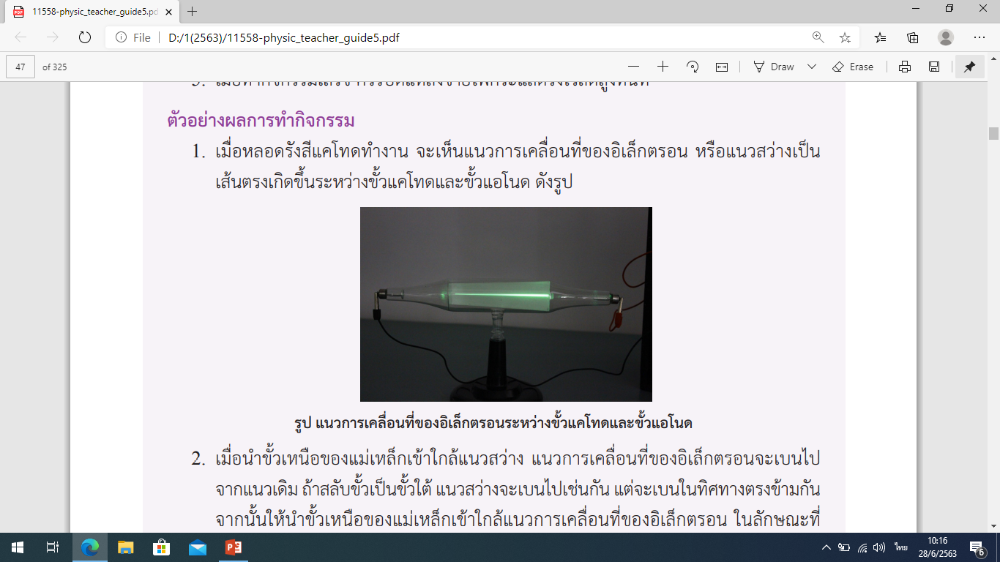 11558-physic_teacher_guide5.pd
File
D:/1(2563)/11558-physic_teacher_guide5.pdf
47 of 325
Draw
Erase
ตัวอย่างผลการทำกิจกรรม
1. เมื่อหลอดรังสีแคโทดทำงาน จะเห็นแนวการเคลื่อนที่ของอิเล็กตรอน หรือแนวสว่างเป็น
เส้นตรงเกิดขึ้นระหว่างขั้วแคโทดและขั้วแอโนด ดังรูป
รูป แนวการเคลื่อนที่ของอิเล็กตรอนระหว่างขั้วแคโทดและขั้วแอโนด
2. เมื่อนำขั้วเหนือของแม่เหล็กเข้าใกล้แนวสว่าง แนวการเคลื่อนที่ของอิเล็กตรอนจะเบนไป
จากแนวเดิม ถ้าสลับขั้วเป็นขั้วใต้ แนวสว่างจะเบนไปเช่นกัน แต่จะเบนในทิศทางตรงข้ามกัน
จากนั้นให้นำขั้วเหนือของแม่เหล็กเข้าใกล้แนวการเคลื่อนที่ของอิเล็กตรอน ในลักษณะที่
ไทย
10:16
28/6/2563
6